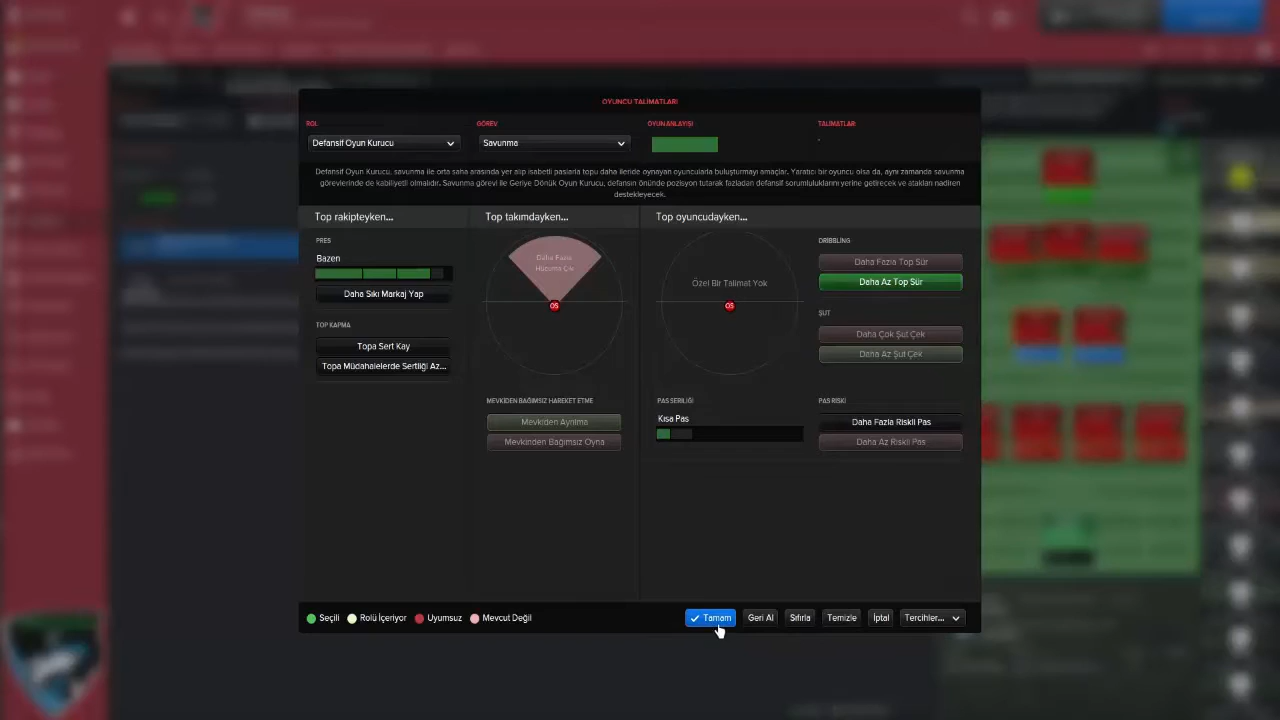 OYUNCU TALİMATLARI
ROL
GÖREV
OYUN ANLAYIŞI
TALİMATLAR
Defansif Oyun Kurucu
Savunma
-
Defansif Oyun Kurucu, savunma ile orta saha arasında yer alıp isabetli paslarla topu daha ileride oynayan oyuncularla buluşturmayı amaçlar. Yaratıcı bir oyuncu olsa da, aynı zamanda savunma
görevlerinde de kabiliyetli olmalıdır. Savunma görevi ile Geriye Dönük Oyun Kurucu, defansın önünde pozisyon tutarak fazladan defansif sorumluluklarını yerine getirecek ve atakları nadiren
destekleyecek.
Top rakipteyken...
Top takımdayken...
Top oyuncudayken...
PRES
Bazen
Daha Sıkı Markaj Yap
TOP KAPMA
Topa Sert Kay
Topa Müdahalelerde Sertliği Az...
Daha Fazla
Hücuma Çık
OS
MEVKİDEN BAĞIMSIZ HAREKET ETME
Mevkiden Ayrılma
Mevkinden Bağımsız Oyna
Özel Bir Talimat Yok
OS
PAS SERİLİĞİ
Kısa Pas
DRIBBLING
Daha Fazla Top Sür
Daha Az Top Sür
ŞUT
Daha Çok Şut Çek
Daha Az Şut Çek
PAS RİSKİ
Daha Fazla Riskli Pas
Daha Az Riskli Pas
Seçili
Rolü İçeriyor
Uyumsuz
Mevcut Değil
Tamam
Geri Al
Sıfırla
Temizle
İptal
Tercihler...